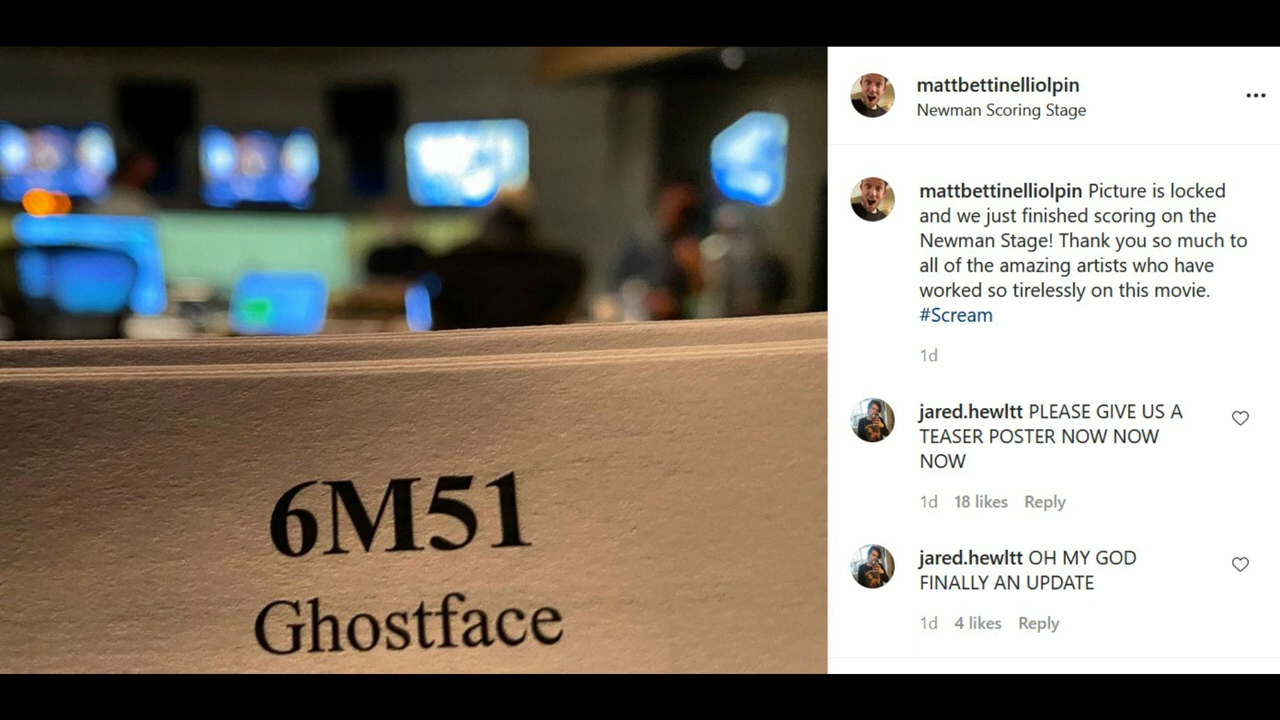 mattbettinelliolpin
Newman Scoring Stage
mattbettinelliolpin Picture is locked
and we just finished scoring on the
Newman Stage! Thank you so much to
all of the amazing artists who have
worked so tirelessly on this movie.
#Scream
1d
jared.hewltt PLEASE GIVE US A
TEASER POSTER NOW NOW
NOW
1d 18 likes Reply
jared.hewltt OH MY GOD
FINALLY AN UPDATE
1d 4 likes Reply
6M51
Ghostface